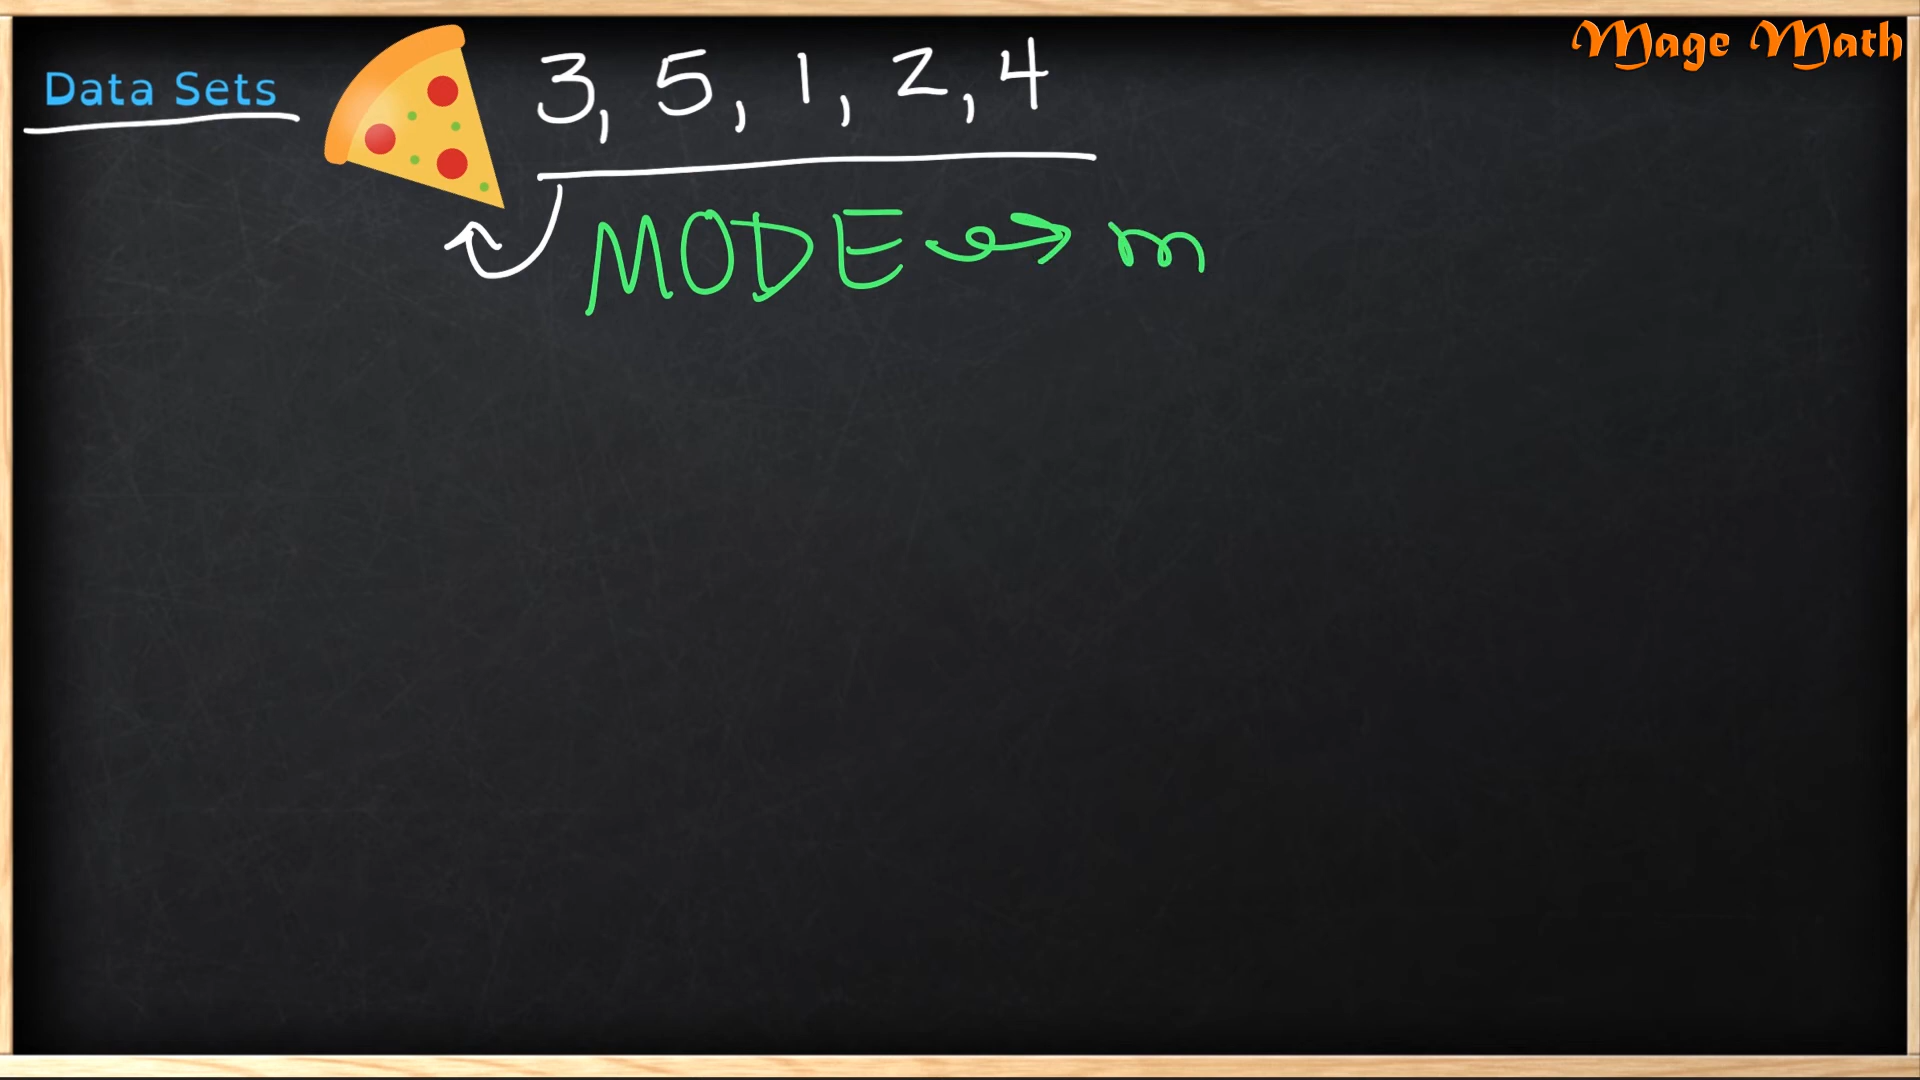 Mage Math
Data Sets
3, 5, 1, 2, 4
MODE → m